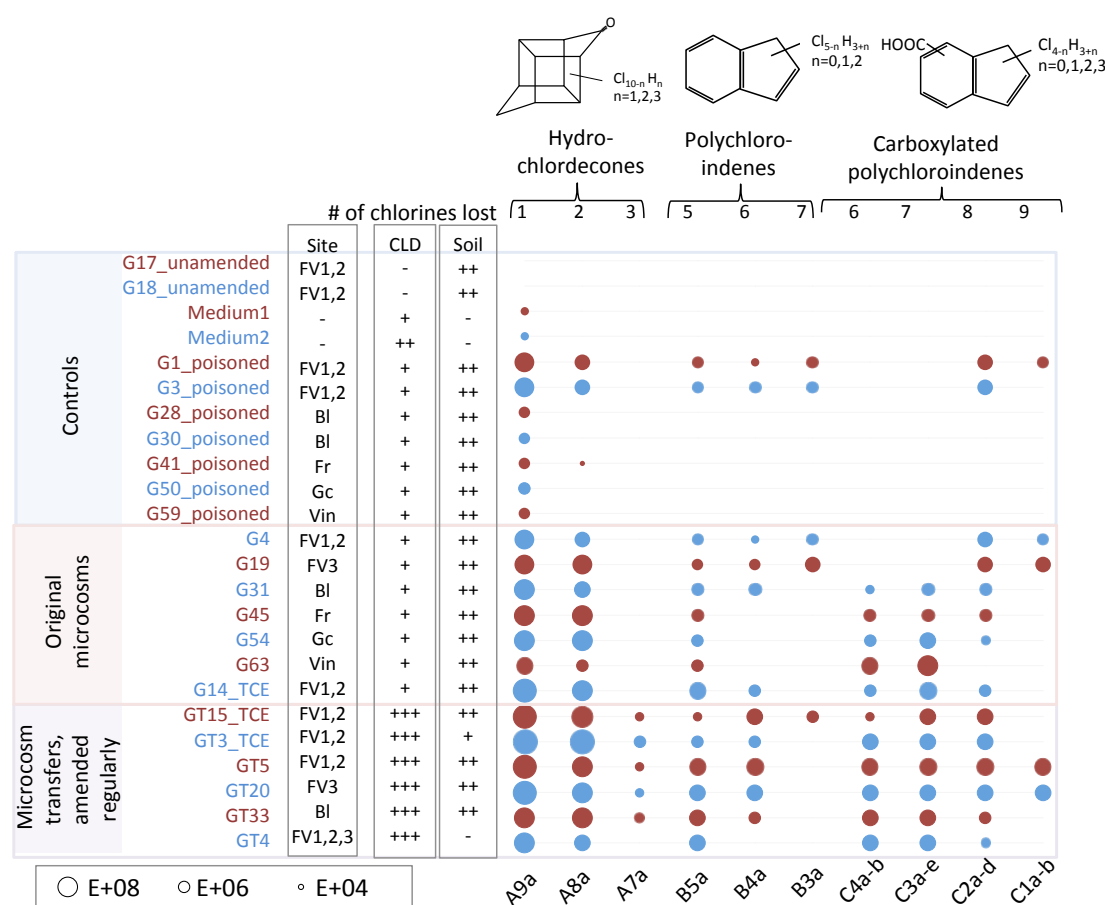 O
Cl10-n Hn
n=1,2,3
Cl5-n H3+n
n=0,1,2
HOOC
Cl4-n H3+n
n=0,1,2,3
Hydro-
chlordecones
Polychloro-
indenes
Carboxylated
polychloroindenes
# of chlorines lost 1 2 3 5 6 7 6 7 8 9
Site CLD Soil
Controls
G17_unamended FV1,2 - ++
G18_unamended FV1,2 - ++
Medium1 - + -
Medium2 - ++ -
G1_poisoned FV1,2 + ++
G3_poisoned FV1,2 + ++
G28_poisoned Bl + ++
G30_poisoned Bl + ++
G41_poisoned Fr + ++
G50_poisoned Gc + ++
G59_poisoned Vin + ++
Original
microcosms
G4 FV1,2 + ++
G19 FV3 + ++
G31 Bl + ++
G45 Fr + ++
G54 Gc + ++
G63 Vin + ++
G14_TCE FV1,2 + ++
Microcosm
transfers,
amended
regularly
GT15_TCE FV1,2 +++ ++
GT3_TCE FV1,2 +++ +
GT5 FV1,2 +++ ++
GT20 FV3 +++ ++
GT33 Bl +++ ++
GT4 FV1,2,3 +++ -
A9a A8a A7a B5a B4a B3a C4a-b C3a-e C2a-d C1a-b
E+08 E+06 E+04